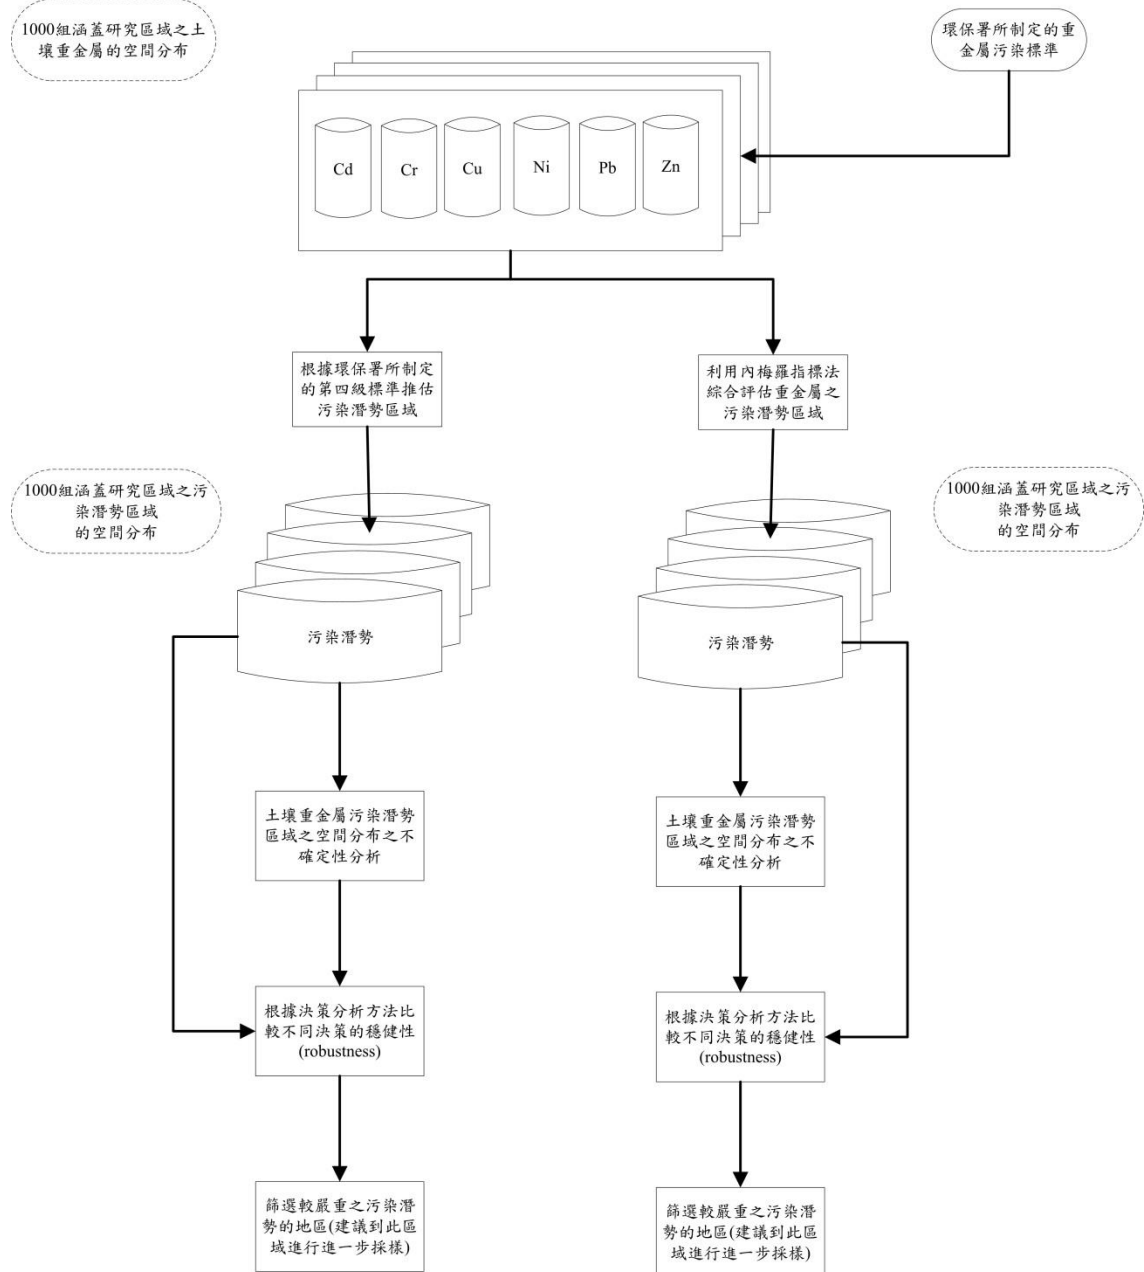 1000組涵蓋研究區域之土
壤重金屬的空間分布
環保署所制定的重
金屬污染標準
Cd
Cr
Cu
Ni
Pb
Zn
根據環保署所制定
的第四級標準推估
污染潛勢區域
利用內梅羅指標法
綜合評估重金屬之
污染潛勢區域
1000組涵蓋研究區域之污
染潛勢區域
的空間分布
1000組涵蓋研究區域之污
染潛勢區域
的空間分布
污染潛勢
污染潛勢
土壤重金屬污染潛勢
區域之空間分布之不
確定性分析
土壤重金屬污染潛勢
區域之空間分布之不
確定性分析
根據決策分析方法比
較不同決策的穩健性
(robustness)
根據決策分析方法比
較不同決策的穩健性
(robustness)
篩選較嚴重之污染潛
勢的地區(建議到此區
域進行進一步採樣)
篩選較嚴重之污染潛
勢的地區(建議到此區
域進行進一步採樣)